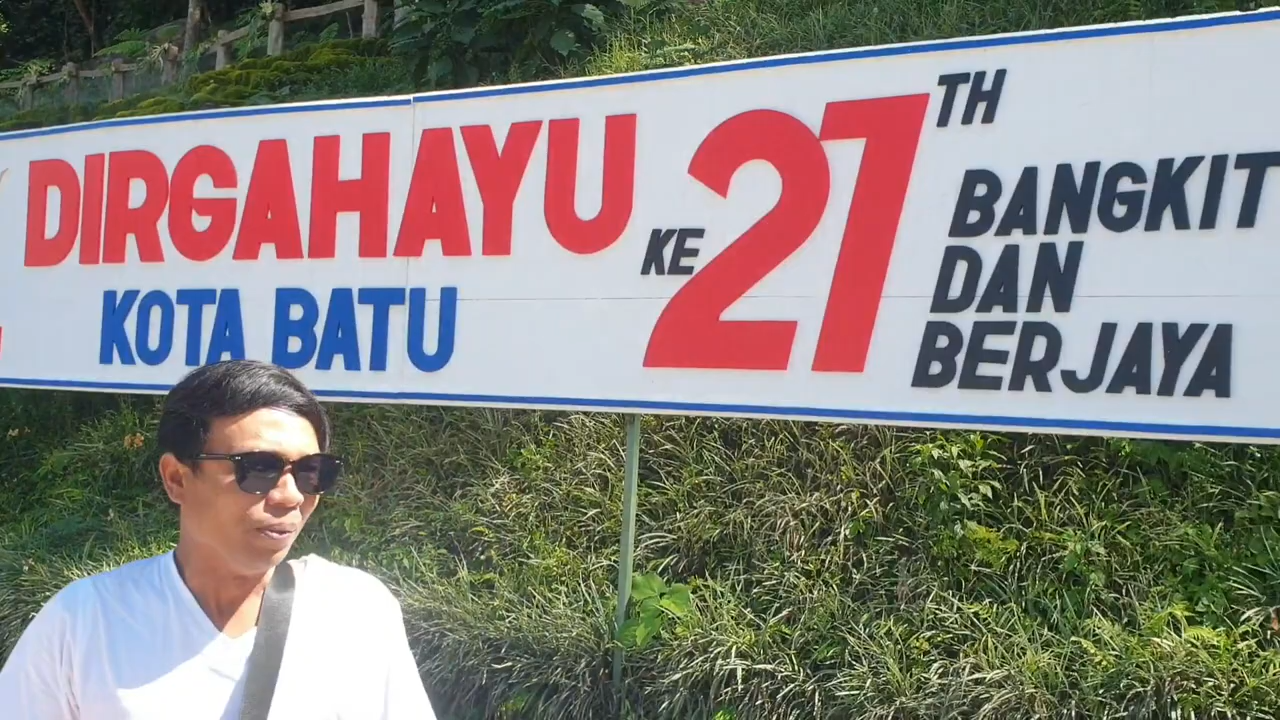 DIRGAHAYU
KOTA BATU
KE 21 TH
BANGKIT
DAN
BERJAYA